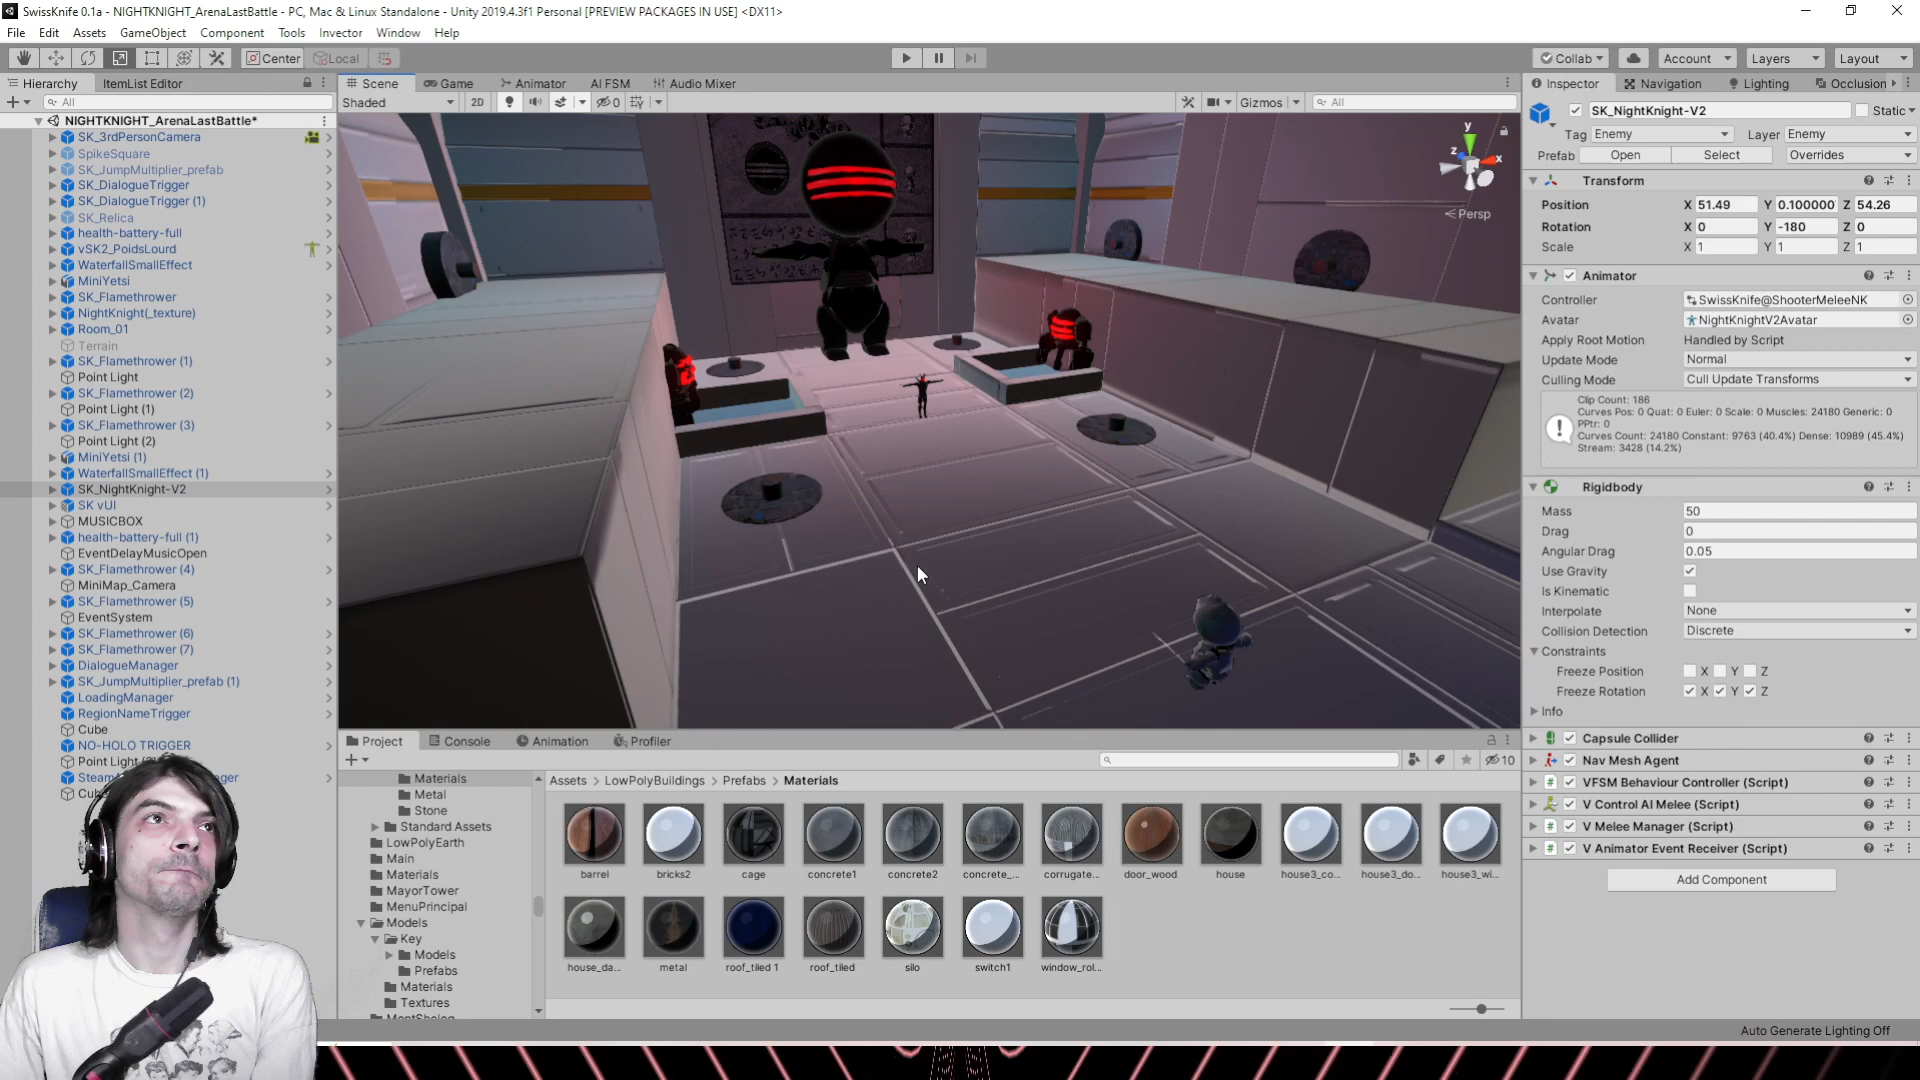 SwissKnife 0.1a - NIGHTKNIGHT_ArenaLastBattle - PC, Mac & Linux Standalone - Unity 2019.4.3f1 Personal [PREVIEW PACKAGES IN USE] <DX11>
File Edit Assets GameObject Component Tools Invector Window Help
Center Local Collab Account Layers Layout
Hierarchy ItemList Editor
All
NIGHTKNIGHT_ArenaLastBattle*
SK_3rdPersonCamera
SpikeSquare
SK_JumpMultiplier_prefab
SK_DialogueTrigger
SK_DialogueTrigger (1)
SK_Relica
health-battery-full
vSK2_PoidsLourd
WaterfallSmallEffect
MiniYetsi
SK_Flamethrower
NightKnight(_texture)
Room_01
Terrain
SK_Flamethrower (1)
Point Light
SK_Flamethrower (2)
Point Light (1)
SK_Flamethrower (3)
Point Light (2)
MiniYetsi (1)
WaterfallSmallEffect (1)
SK_NightKnight-V2
SK vUI
MUSICBOX
health-battery-full (1)
EventDelayMusicOpen
SK_Flamethrower (4)
MiniMap_Camera
SK_Flamethrower (5)
EventSystem
SK_Flamethrower (6)
SK_Flamethrower (7)
DialogueManager
SK_JumpMultiplier_prefab (1)
LoadingManager
RegionNameTrigger
Cube
NO-HOLO TRIGGER
Point Light
Scene Game Animator AI FSM Audio Mixer
Shaded 2D 0 Gizmos All
y
z x
Persp
Project Console Animation Profiler
10
Materials
Metal
Stone
Standard Assets
LowPolyEarth
Main
Materials
MayorTower
MenuPrincipal
Models
Key
Models
Prefabs
Materials
Textures
Assets > LowPolyBuildings > Prefabs > Materials
barrel bricks2 cage concrete1 concrete2 concrete_... corrugate... door_wood house house3_co... house3_do... house3_wi...
house_da... metal roof_tiled 1 roof_tiled silo switch1 window_rol...
Inspector Navigation Lighting Occlusion
SK_NightKnight-V2 Static
Tag Enemy Layer Enemy
Prefab Open Select Overrides
Transform
Position X 51.49 Y 0.100000 Z 54.26
Rotation X 0 Y -180 Z 0
Scale X 1 Y 1 Z 1
Animator
Controller SwissKnife@ShooterMeleeNK
Avatar NightKnightV2Avatar
Apply Root Motion Handled by Script
Update Mode Normal
Culling Mode Cull Update Transforms
Clip Count: 186
Curves Pos: 0 Quat: 0 Euler: 0 Scale: 0 Muscles: 24180 Generic: 0
PPtr: 0
Curves Count: 24180 Constant: 9763 (40.4%) Dense: 10989 (45.4%)
Stream: 3428 (14.2%)
Rigidbody
Mass 50
Drag 0
Angular Drag 0.05
Use Gravity
Is Kinematic
Interpolate None
Collision Detection Discrete
Constraints
Freeze Position X Y Z
Freeze Rotation X Y Z
Info
Capsule Collider
Nav Mesh Agent
VFSM Behaviour Controller (Script)
V Control AI Melee (Script)
V Melee Manager (Script)
V Animator Event Receiver (Script)
Add Component
Auto Generate Lighting Off